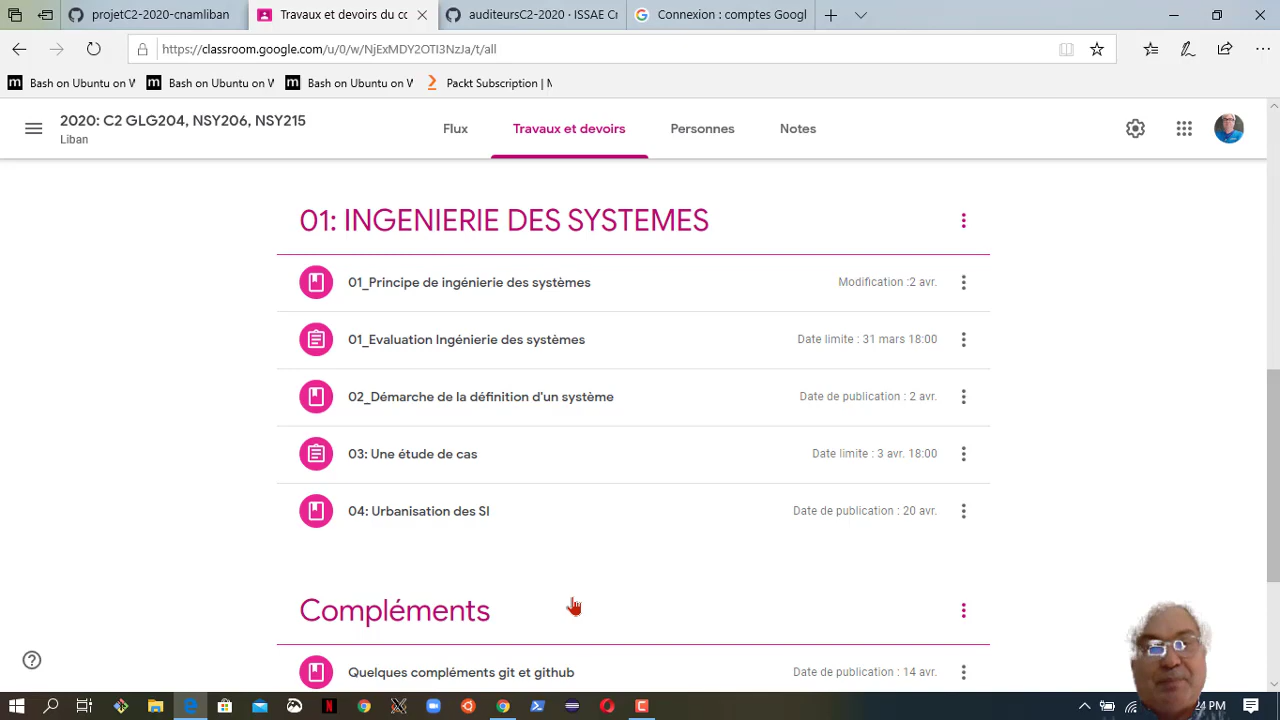 projetC2-2020-cnamliban
Travaux et devoirs du cc
auditeursC2-2020 · ISSAE Cn
Connexion : comptes Googl
https://classroom.google.com/u/0/w/NjExMDY2OTI3NzJa/t/all
Bash on Ubuntu on W
Bash on Ubuntu on W
Bash on Ubuntu on W
Packt Subscription |
2020: C2 GLG204, NSY206, NSY215
Liban
Flux
Travaux et devoirs
Personnes
Notes
01: INGENIERIE DES SYSTEMES
01_Principe de ingénierie des systèmes
Modification :2 avr.
01_Evaluation Ingénierie des systèmes
Date limite : 31 mars 18:00
02_Démarche de la définition d'un système
Date de publication : 2 avr.
03: Une étude de cas
Date limite : 3 avr. 18:00
04: Urbanisation des SI
Date de publication : 20 avr.
Compléments
Quelques compléments git et github
Date de publication : 14 avr.
24 PM